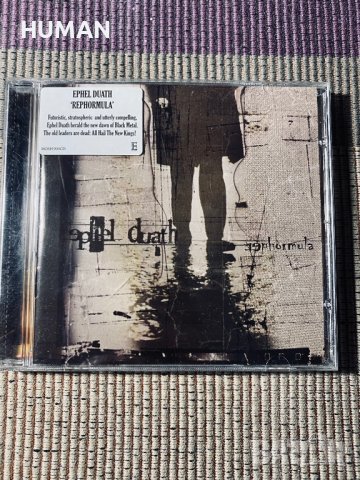 HUMAN
EPHEL DUATH
'REPHORMULA'
Futuristic, stratospheric and utterly compelling,
Ephel Duath herald the new dawn of Black Metal.
The old leaders are dead: All Hail The New Kings!
ephel duath
rephormula